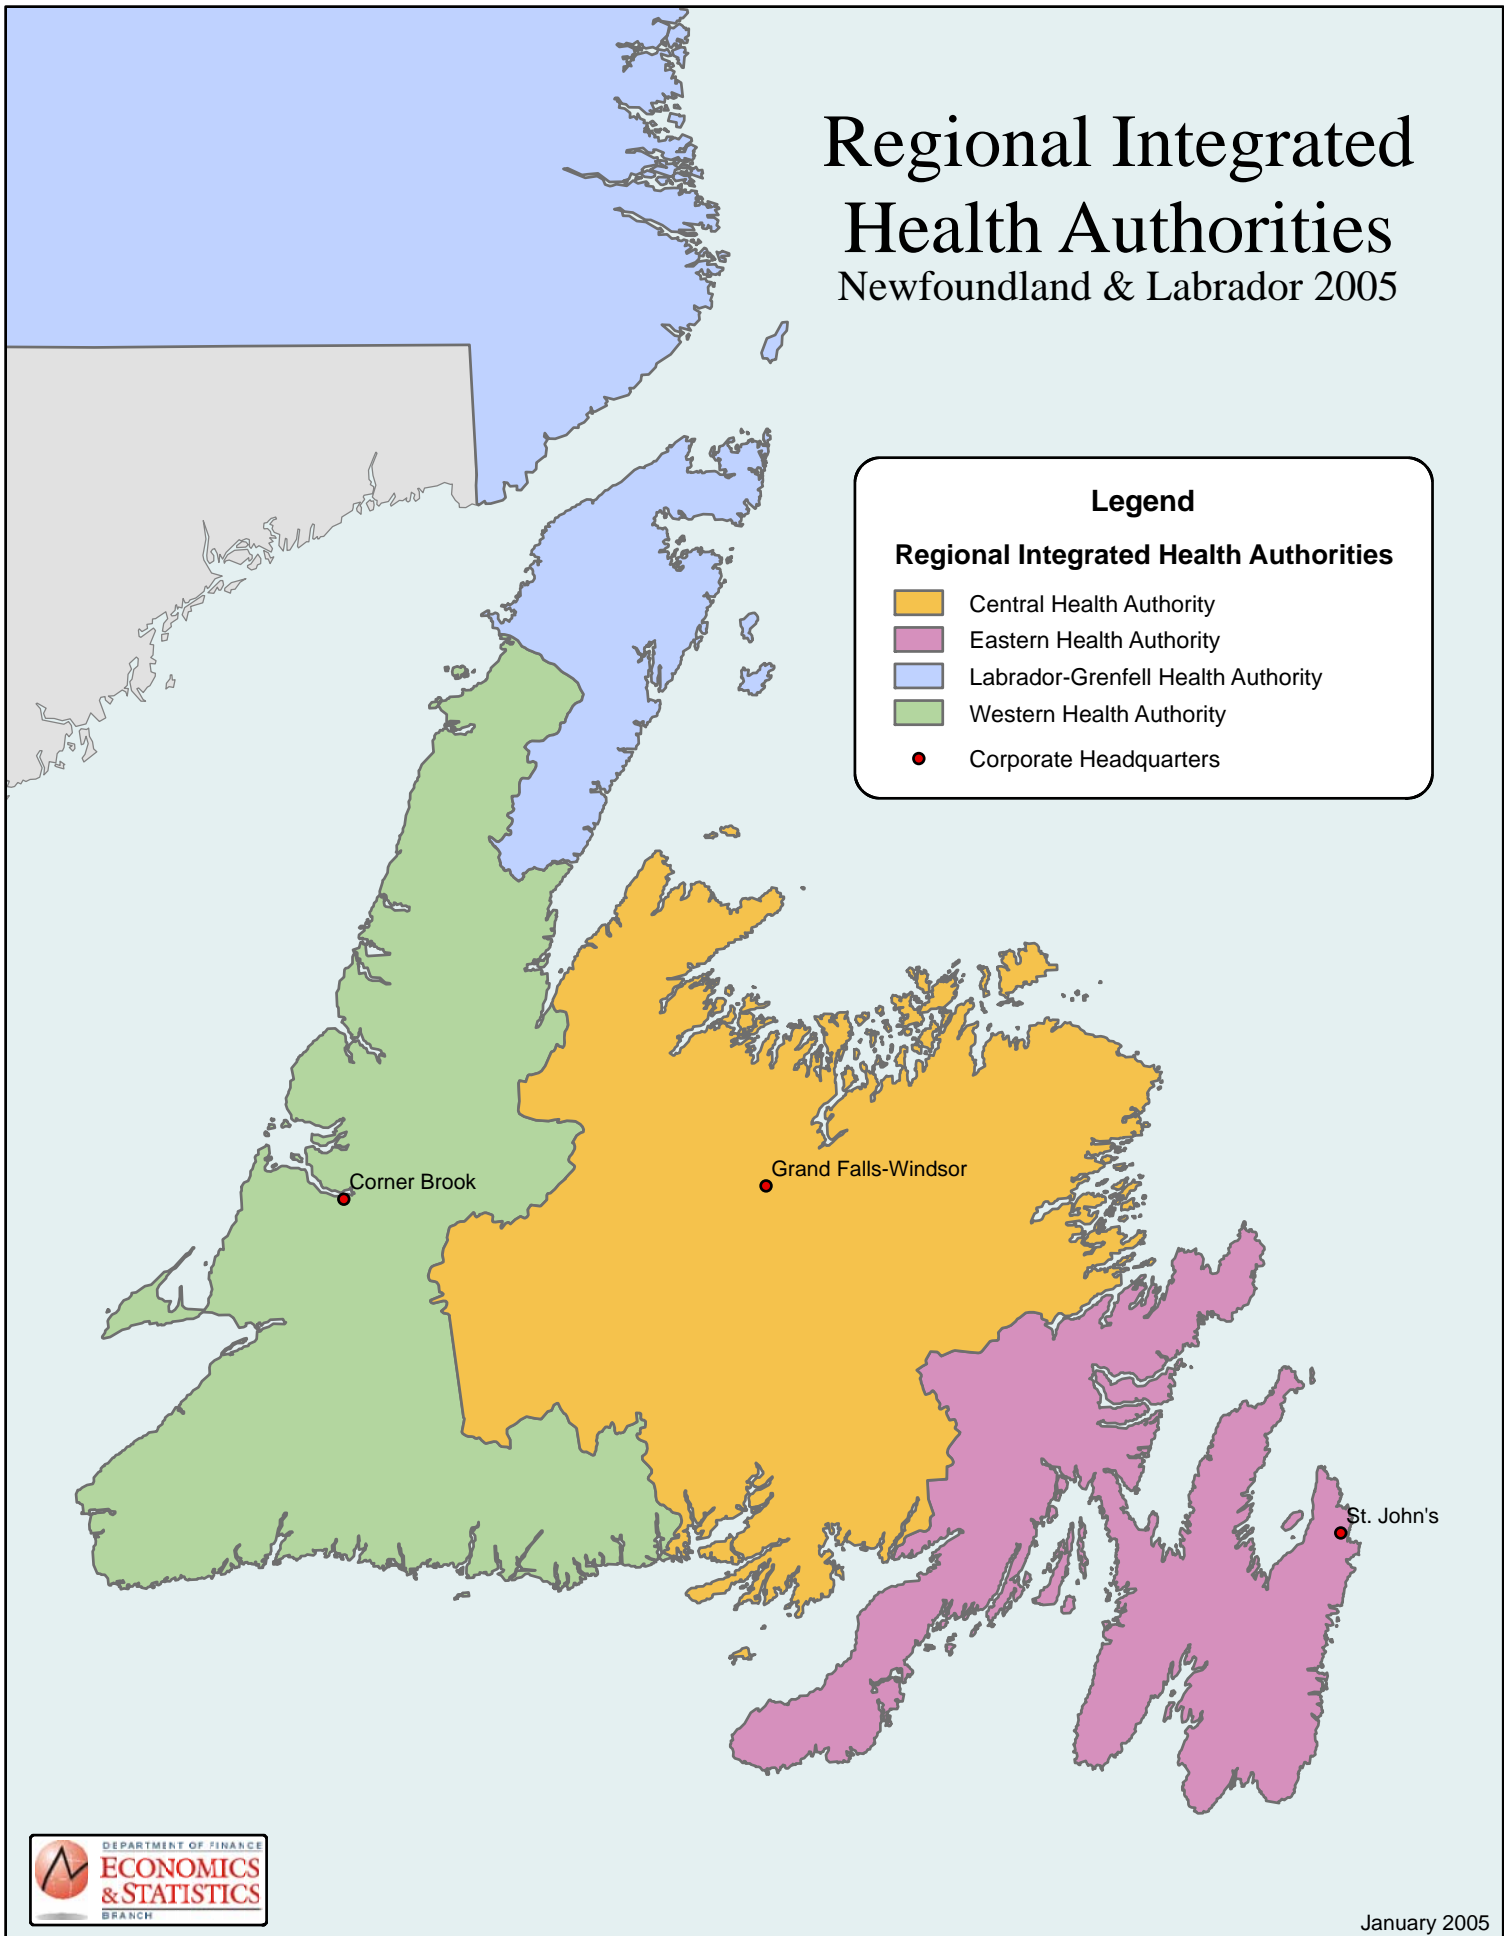 Regional Integrated
Health Authorities
Newfoundland & Labrador 2005
Legend
Regional Integrated Health Authorities
Central Health Authority
Eastern Health Authority
Labrador-Grenfell Health Authority
Western Health Authority
Corporate Headquarters
Grand Falls-Windsor
Corner Brook
St. John's
DEPARTMENT OF FINANCE
ECONOMICS
& STATISTICS
BRANCH
January 2005